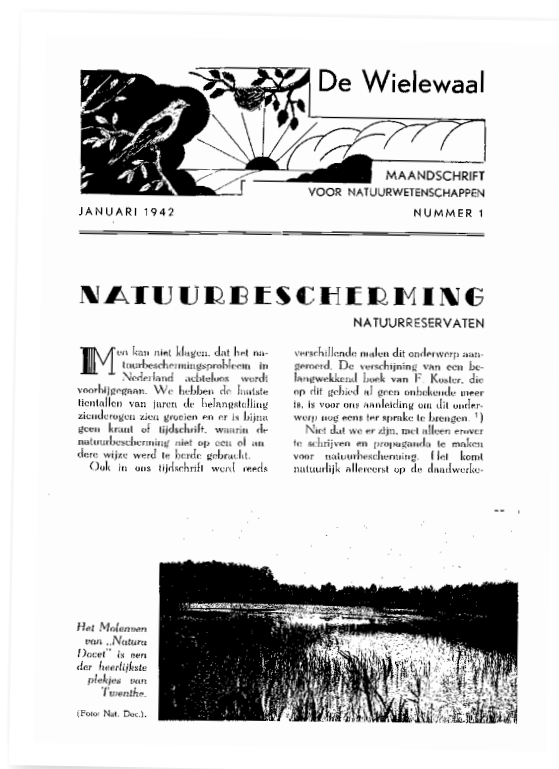 De Wielewaal
MAANDSCHRIFT
VOOR NATUURWETENSCHAPPEN
JANUARI 1942
NUMMER 1
NATUURBESCHERMING
NATUURRESERVATEN
Men kan niet klagen, dat het na-
tuurbeschermingsprobleem in
Nederland achteloos wordt
voorbijgegaan. We hebben de laatste
tientallen van jaren de belangstelling
zienderogen zien groeien en er is bijna
geen krant of tijdschrift, waarin de
natuurbescherming niet op een of an-
dere wijze werd te berde gebracht.
Ook in ons tijdschrift werd reeds
verschillende malen dit onderwerp aan-
geroerd. De verschijning van een be-
langwekkend boek van F. Koster, die
op dit gebied al geen onbekende meer
is, is voor ons aanleiding om dit onder-
werp nog eens ter sprake te brengen. ¹)
Niet dat we er zijn, met alleen erover
te schrijven en propaganda te maken
voor natuurbescherming. Het komt
natuurlijk allereerst op de daadwerke-
Het Molenven
van „Natura
Docet" is een
der heerlijkste
plekjes van
Twenthe.
(Foto: Nat. Doc.).